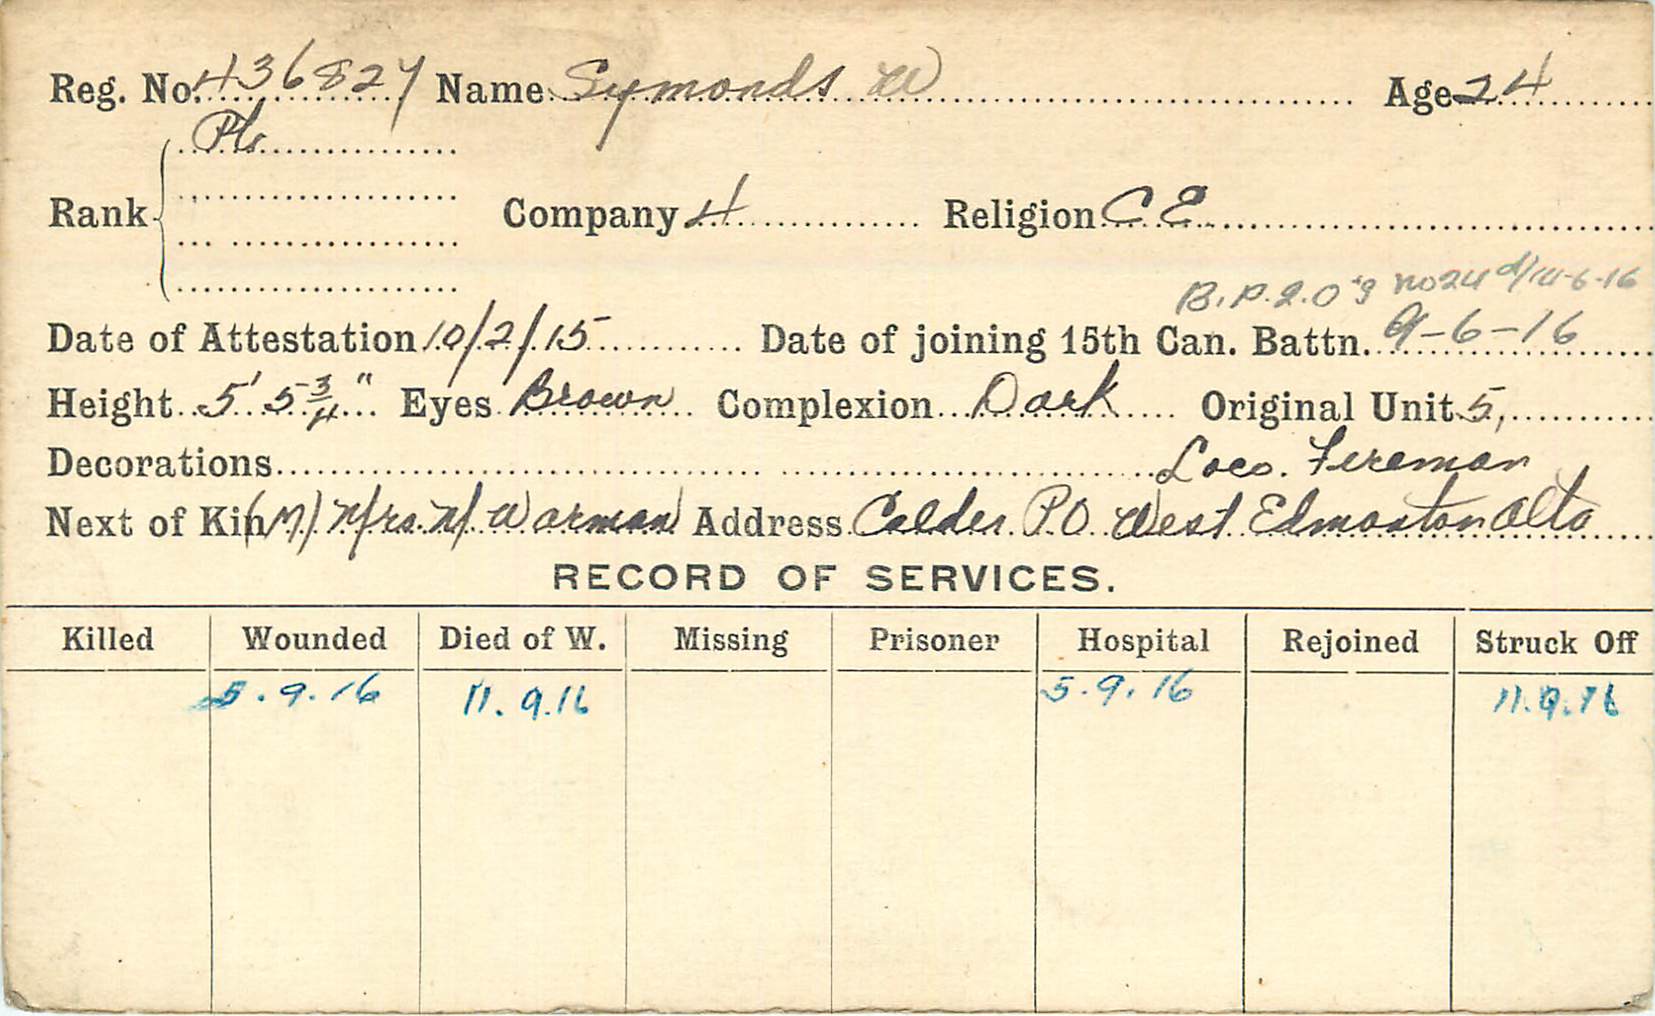 Reg. No. 436827 Name Symonds W Age 24
Pte
Rank Company 4 Religion C.E.
B.P.2.O's no24 d/14-6-16
Date of Attestation 10/2/15 Date of joining 15th Can. Battn. 9-6-16
Height 5' 5 3/4" Eyes Brown Complexion Dark Original Unit 5,
Decorations Loco. Fireman
Next of Kin (M) Mrs. M Warman Address Calder P.O. West Edmonton Alta
RECORD OF SERVICES.
Killed Wounded Died of W. Missing Prisoner Hospital Rejoined Struck Off
5.9.16 11.9.16 5.9.16 11.9.16